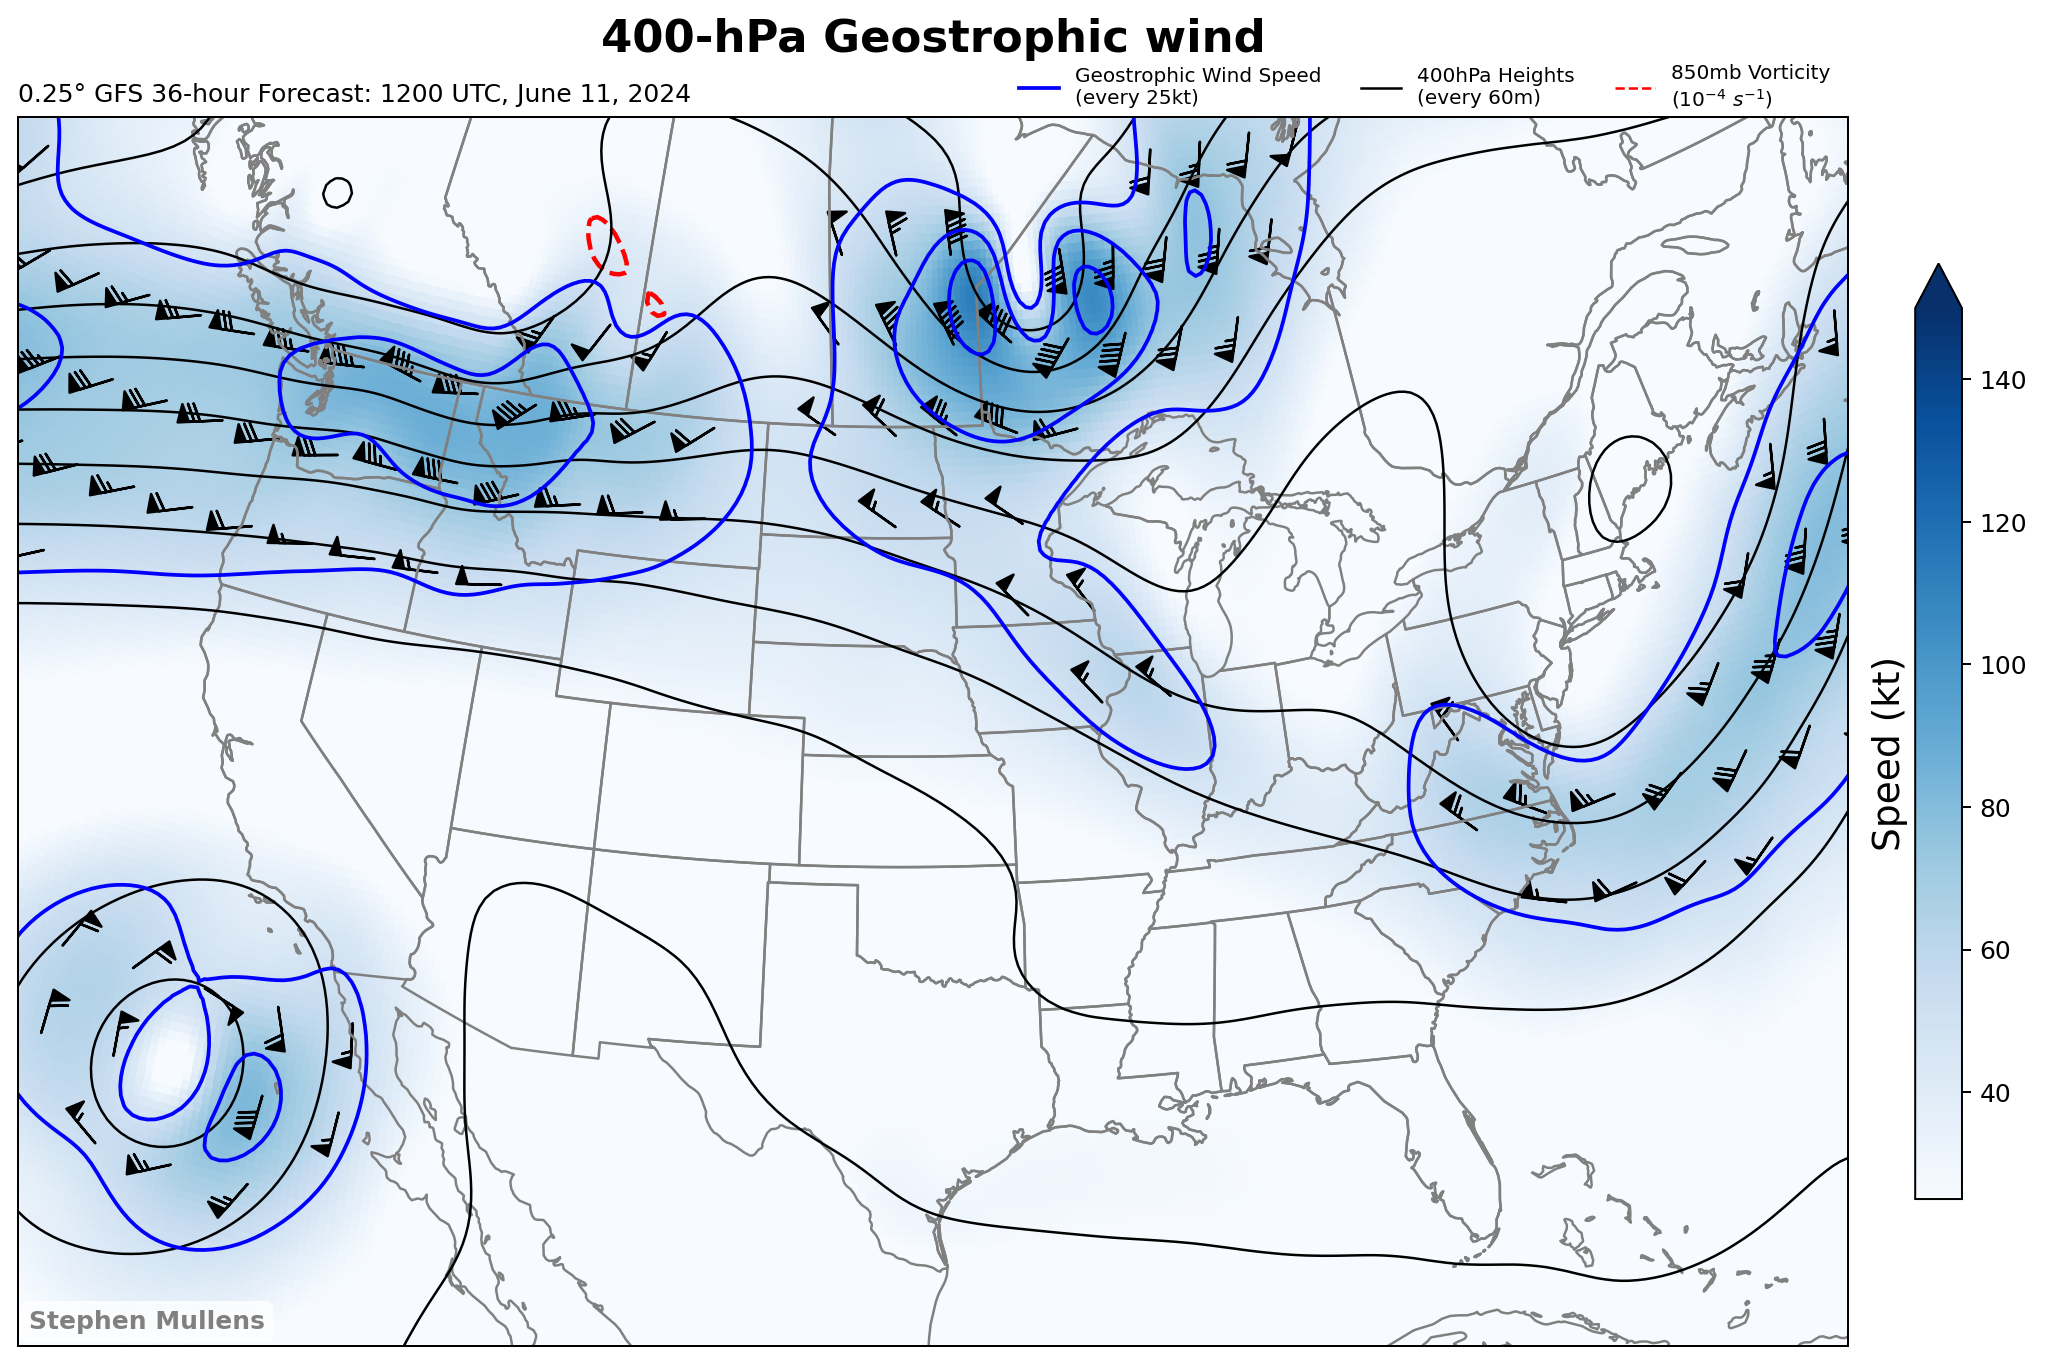 400-hPa Geostrophic wind
0.25° GFS 36-hour Forecast: 1200 UTC, June 11, 2024
Geostrophic Wind Speed
(every 25kt)
400hPa Heights
(every 60m)
850mb Vorticity
(10⁻⁴ s⁻¹)
140
120
100
80
60
40
Speed (kt)
Stephen Mullens